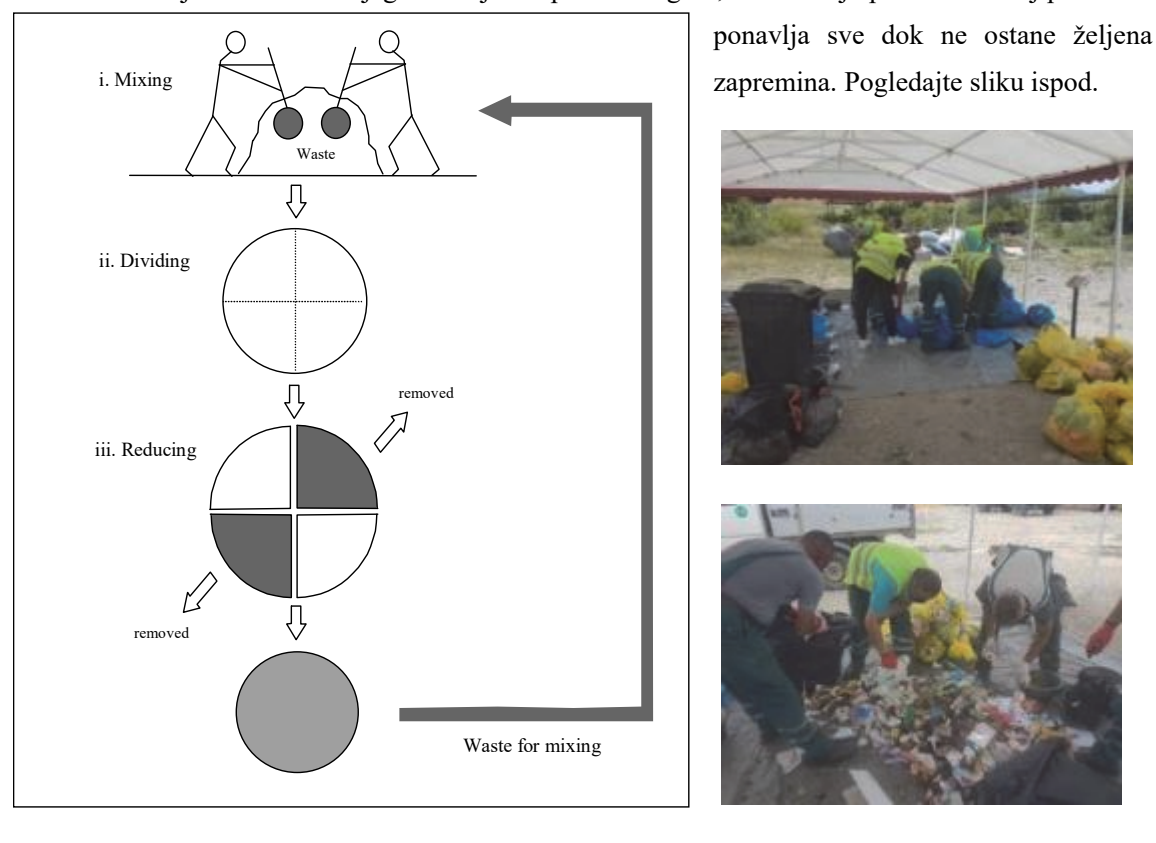 ponavlja sve dok ne ostane željena
zapremina. Pogledajte sliku ispod.
i. Mixing
Waste
ii. Dividing
removed
iii. Reducing
removed
Waste for mixing